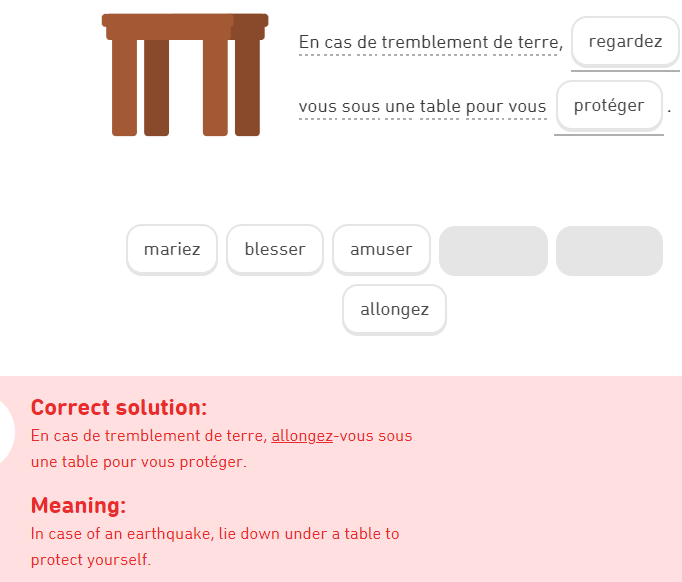 En cas de tremblement de terre, regardez
vous sous une table pour vous protéger .
mariez blesser amuser
allongez
Correct solution:
En cas de tremblement de terre, allongez-vous sous
une table pour vous protéger.
Meaning:
In case of an earthquake, lie down under a table to
protect yourself.